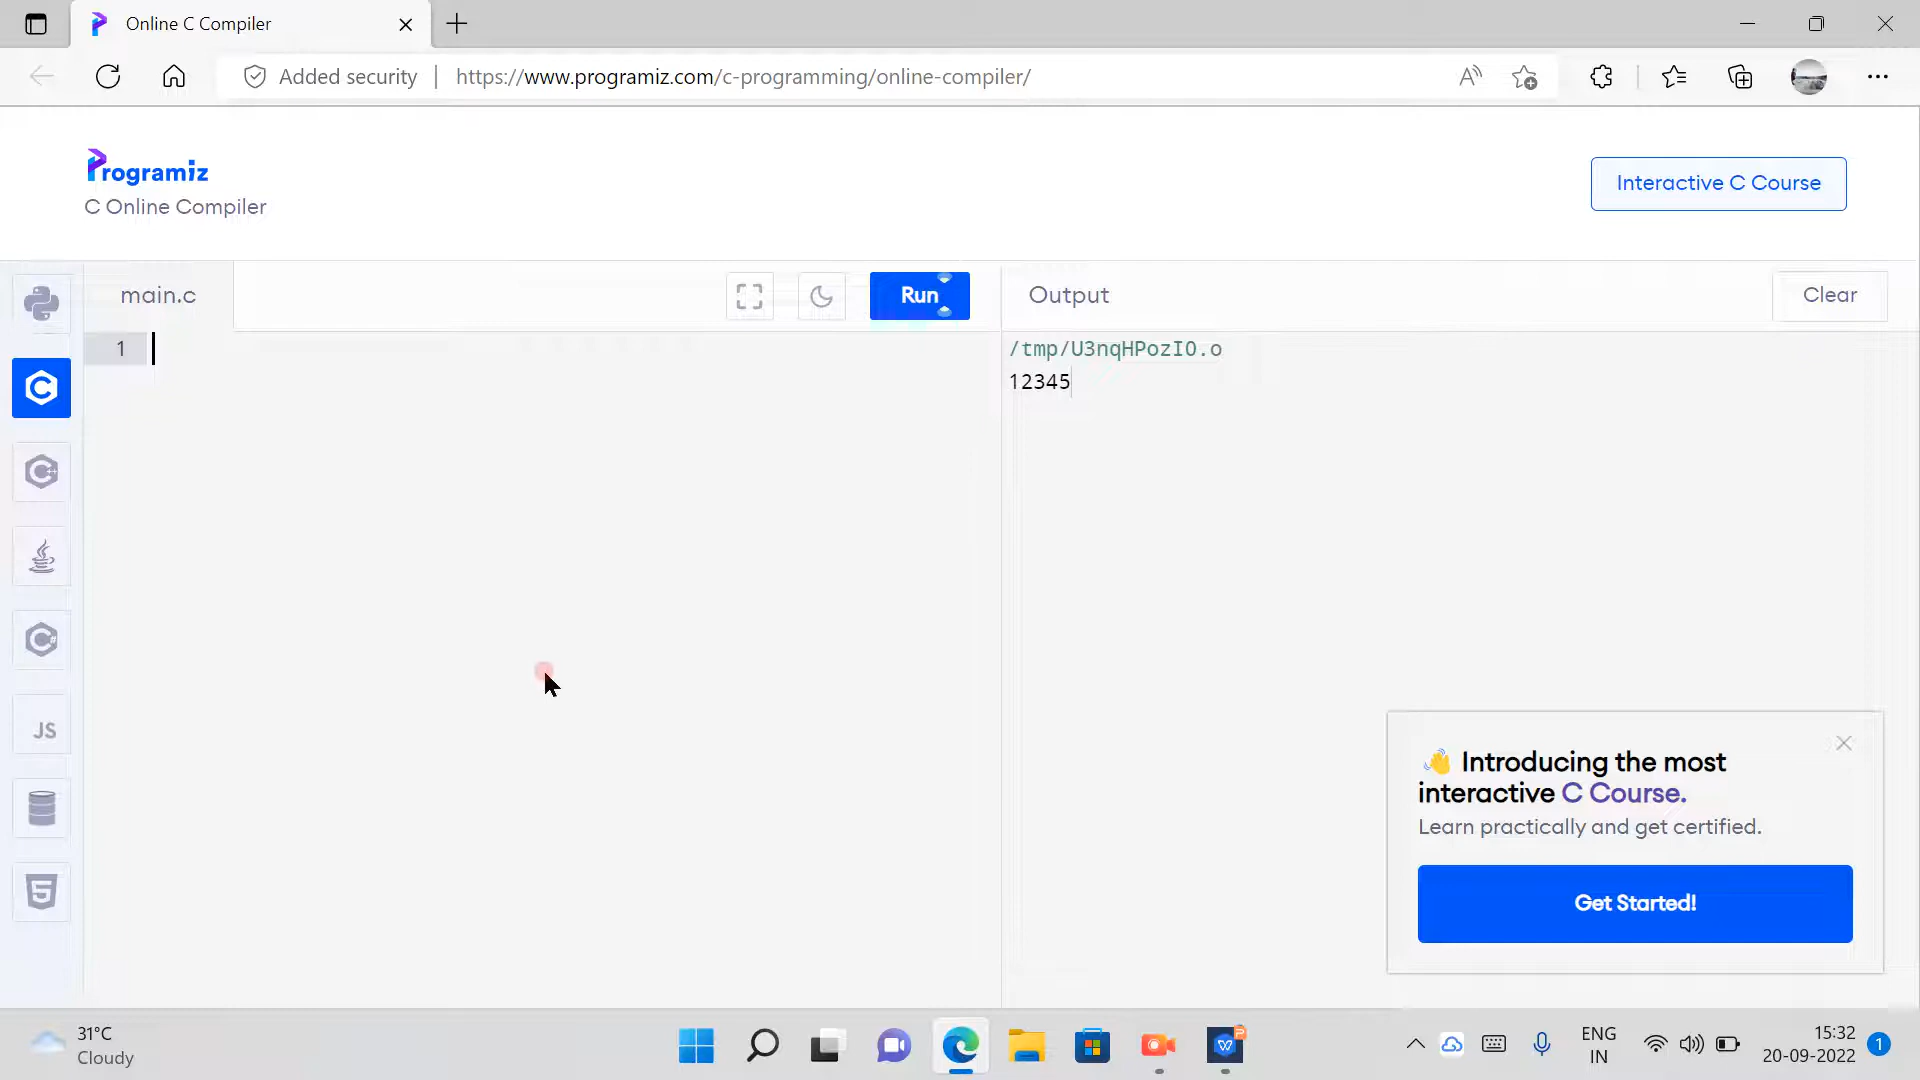 Online C Compiler
Added security
https://www.programiz.com/c-programming/online-compiler/
Programiz
C Online Compiler
Interactive C Course
main.c
Run
Output
Clear
1
/tmp/U3nqHPozIO.o
12345
JS
👋 Introducing the most
interactive C Course.
Learn practically and get certified.
Get Started!
31°C
Cloudy
ENG
IN
15:32
20-09-2022
1